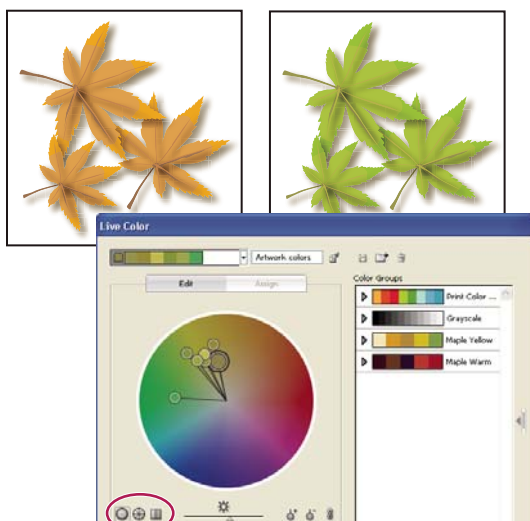 Live Color
Artwork colors
Edit
Assign
Color Groups
Print Color ...
Grayscale
Maple Yellow
Maple Warm